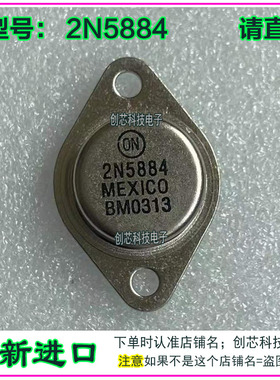 型号： 2N5884 请直
创芯科技电子
ON
2N5884
MEXICO
BM0313
创芯科技电子
新进口
下单时认准店铺名；创芯科技
注意如果不是这个店铺名=盗图